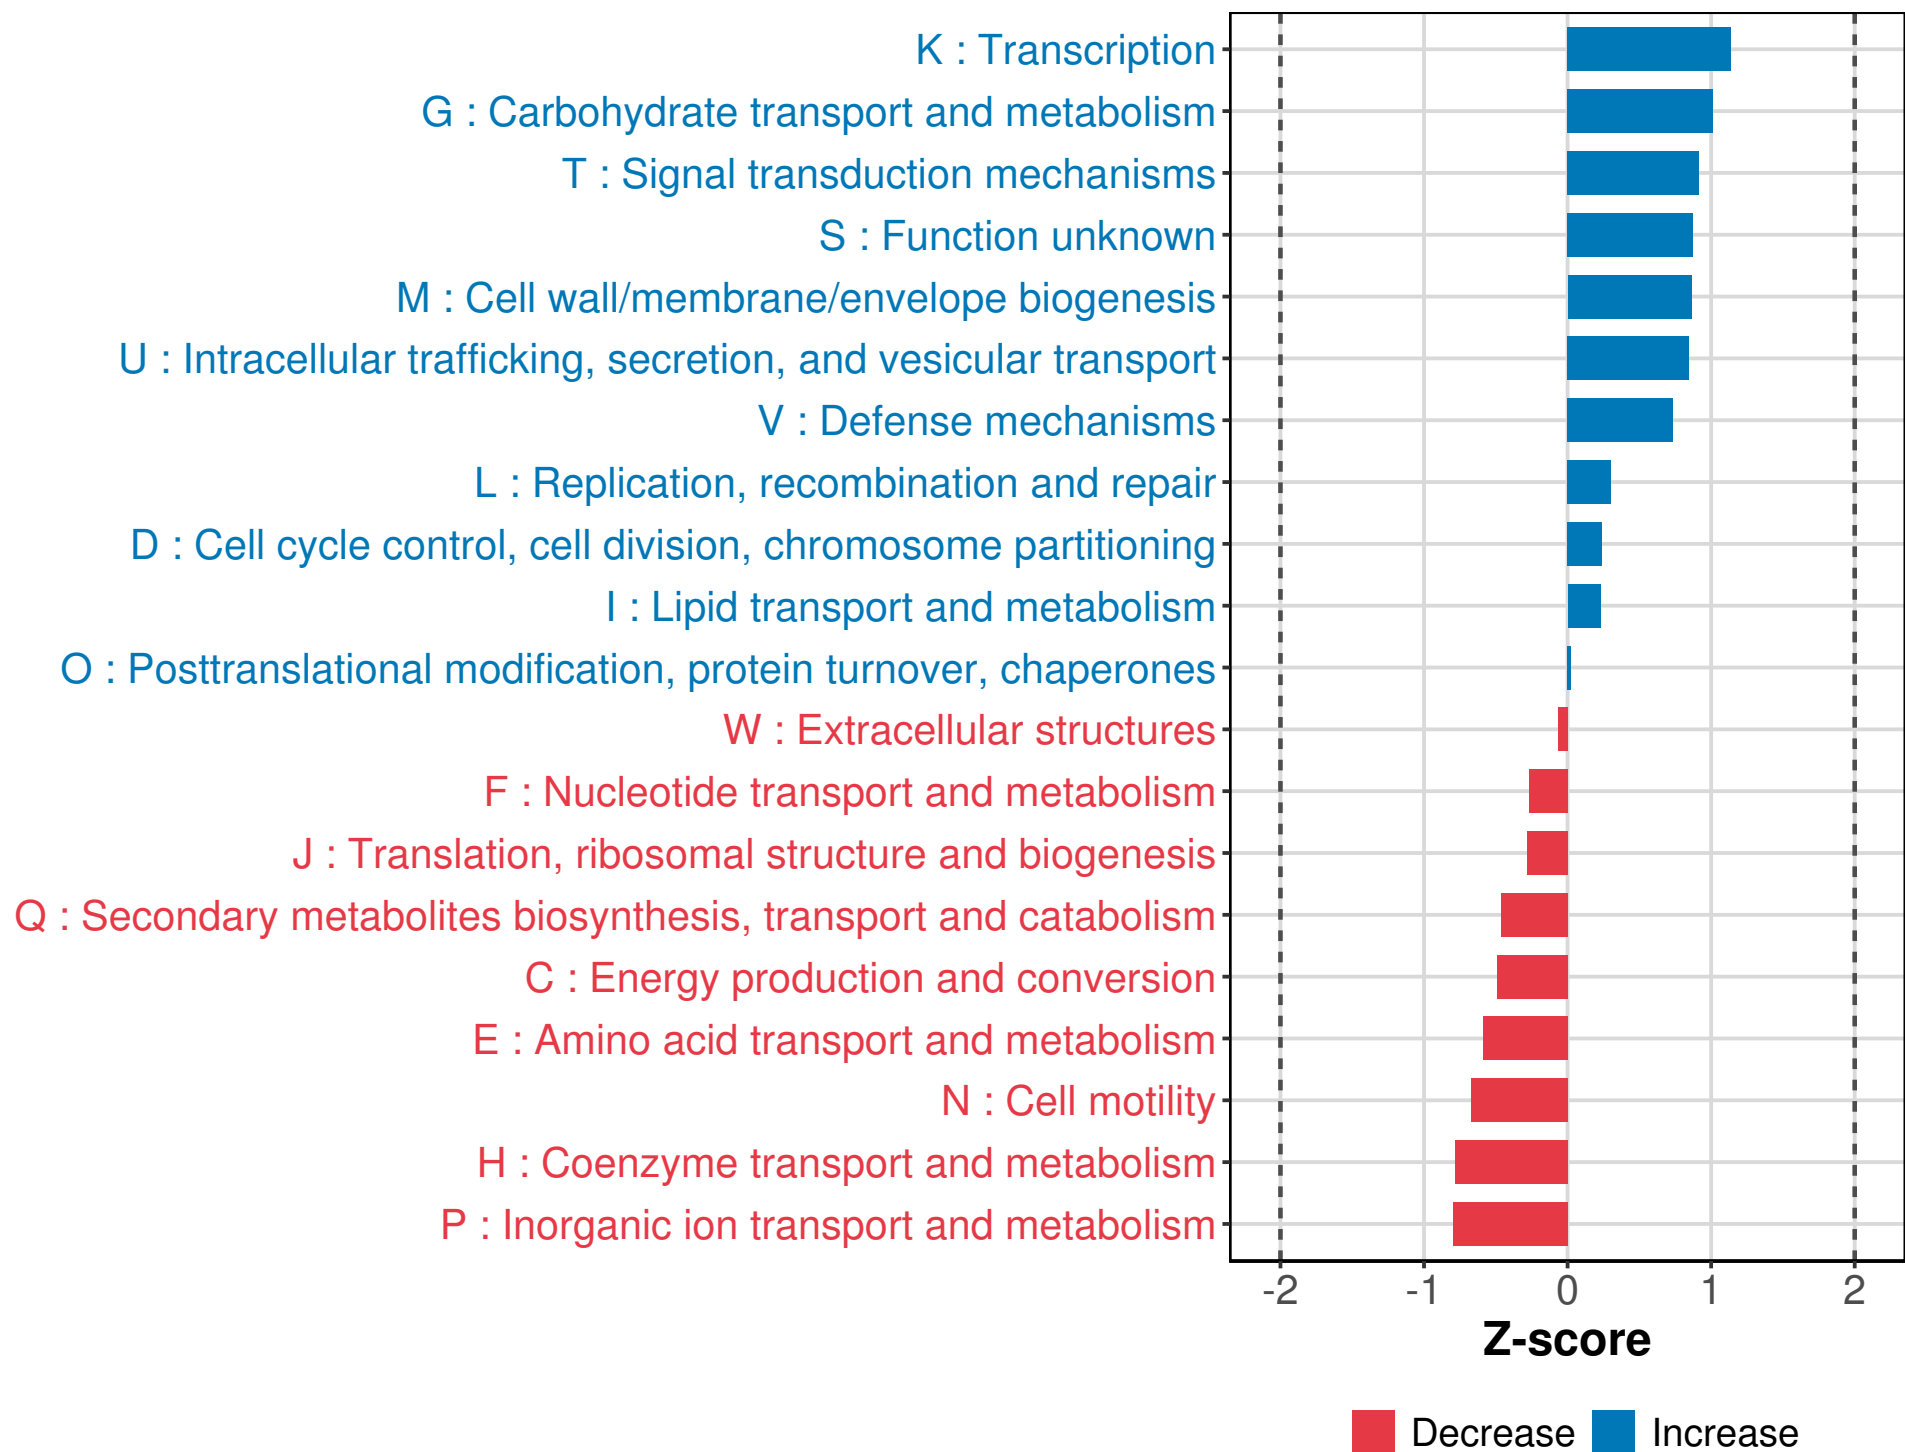 K : Transcription
G : Carbohydrate transport and metabolism
T : Signal transduction mechanisms
S : Function unknown
M : Cell wall/membrane/envelope biogenesis
U : Intracellular trafficking, secretion, and vesicular transport
V : Defense mechanisms
L : Replication, recombination and repair
D : Cell cycle control, cell division, chromosome partitioning
I : Lipid transport and metabolism
O : Posttranslational modification, protein turnover, chaperones
W : Extracellular structures
F : Nucleotide transport and metabolism
J : Translation, ribosomal structure and biogenesis
Q : Secondary metabolites biosynthesis, transport and catabolism
C : Energy production and conversion
E : Amino acid transport and metabolism
N : Cell motility
H : Coenzyme transport and metabolism
P : Inorganic ion transport and metabolism
-2 -1 0 1 2
Z-score
Decrease Increase